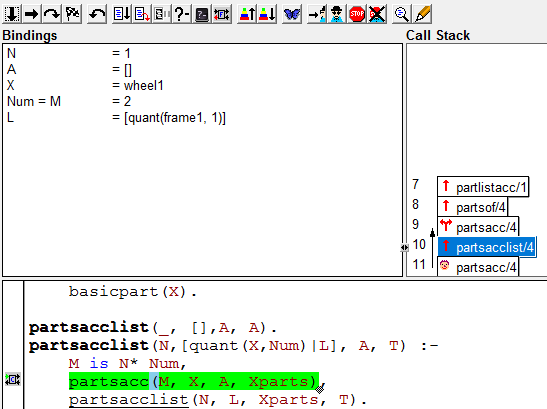 Bindings
N = 1
A = []
X = wheel1
Num = M = 2
L = [quant(frame1, 1)]
Call Stack
7 partlistacc/1
8 partsof/4
9 partsacc/4
10 partsacclist/4
11 partsacc/4
basicpart(X).
partsacclist(_, [],A, A).
partsacclist(N,[quant(X,Num)|L], A, T) :-
M is N* Num,
partsacc(M, X, A, Xparts),
partsacclist(N, L, Xparts, T).